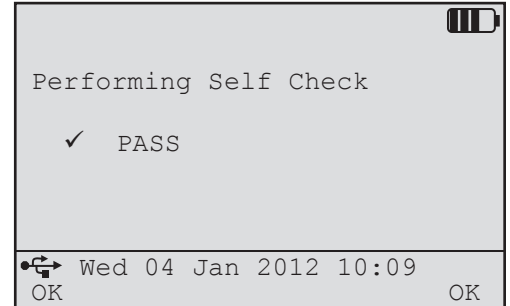 Performing Self Check
✓ PASS
Wed 04 Jan 2012 10:09
OK OK